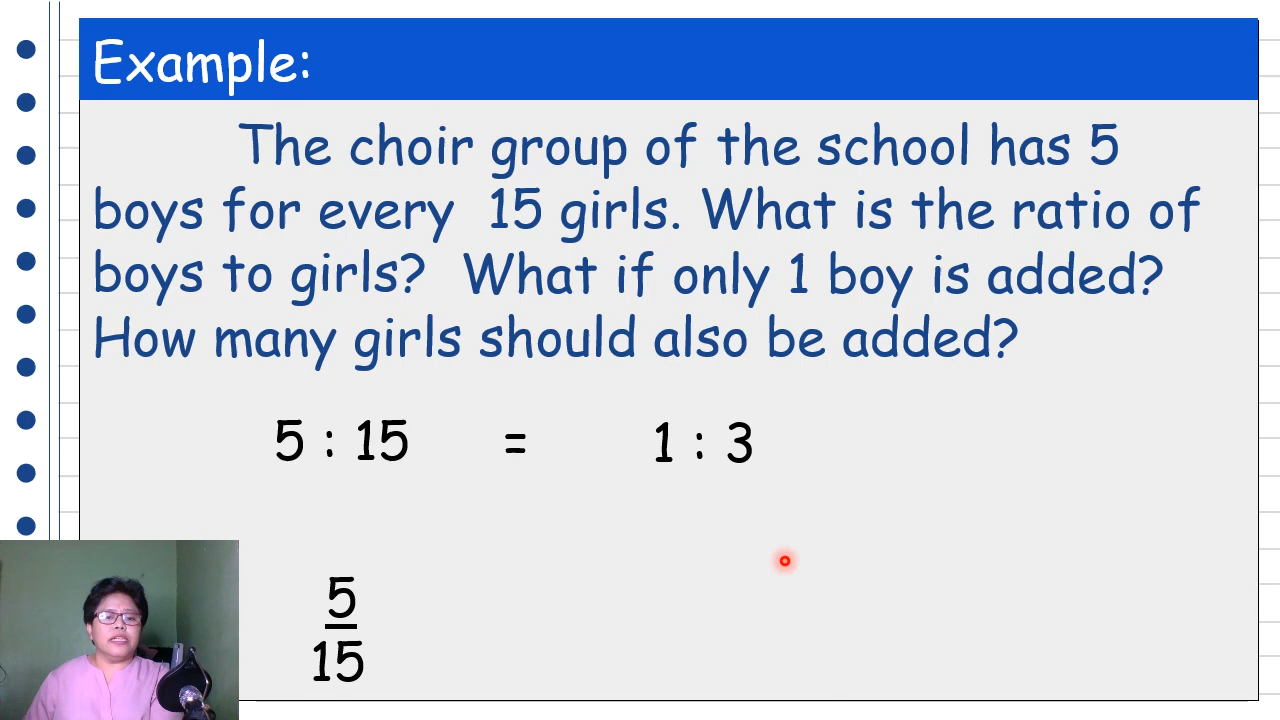 Example:
The choir group of the school has 5
boys for every 15 girls. What is the ratio of
boys to girls? What if only 1 boy is added?
How many girls should also be added?
5 : 15 = 1 : 3
5
15